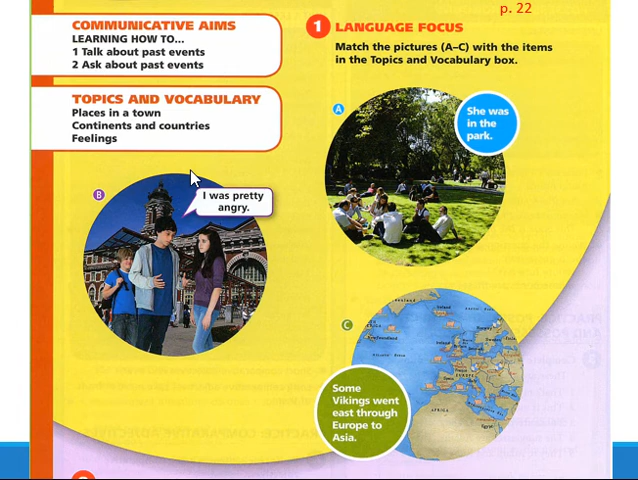 p. 22
COMMUNICATIVE AIMS
LEARNING HOW TO...
1 Talk about past events
2 Ask about past events
TOPICS AND VOCABULARY
Places in a town
Continents and countries
Feelings
1 LANGUAGE FOCUS
Match the pictures (A–C) with the items
in the Topics and Vocabulary box.
A
She was
in the
park.
B
I was pretty
angry.
C
Some
Vikings went
east through
Europe to
Asia.
Newfoundland
EUROPE
AFRICA